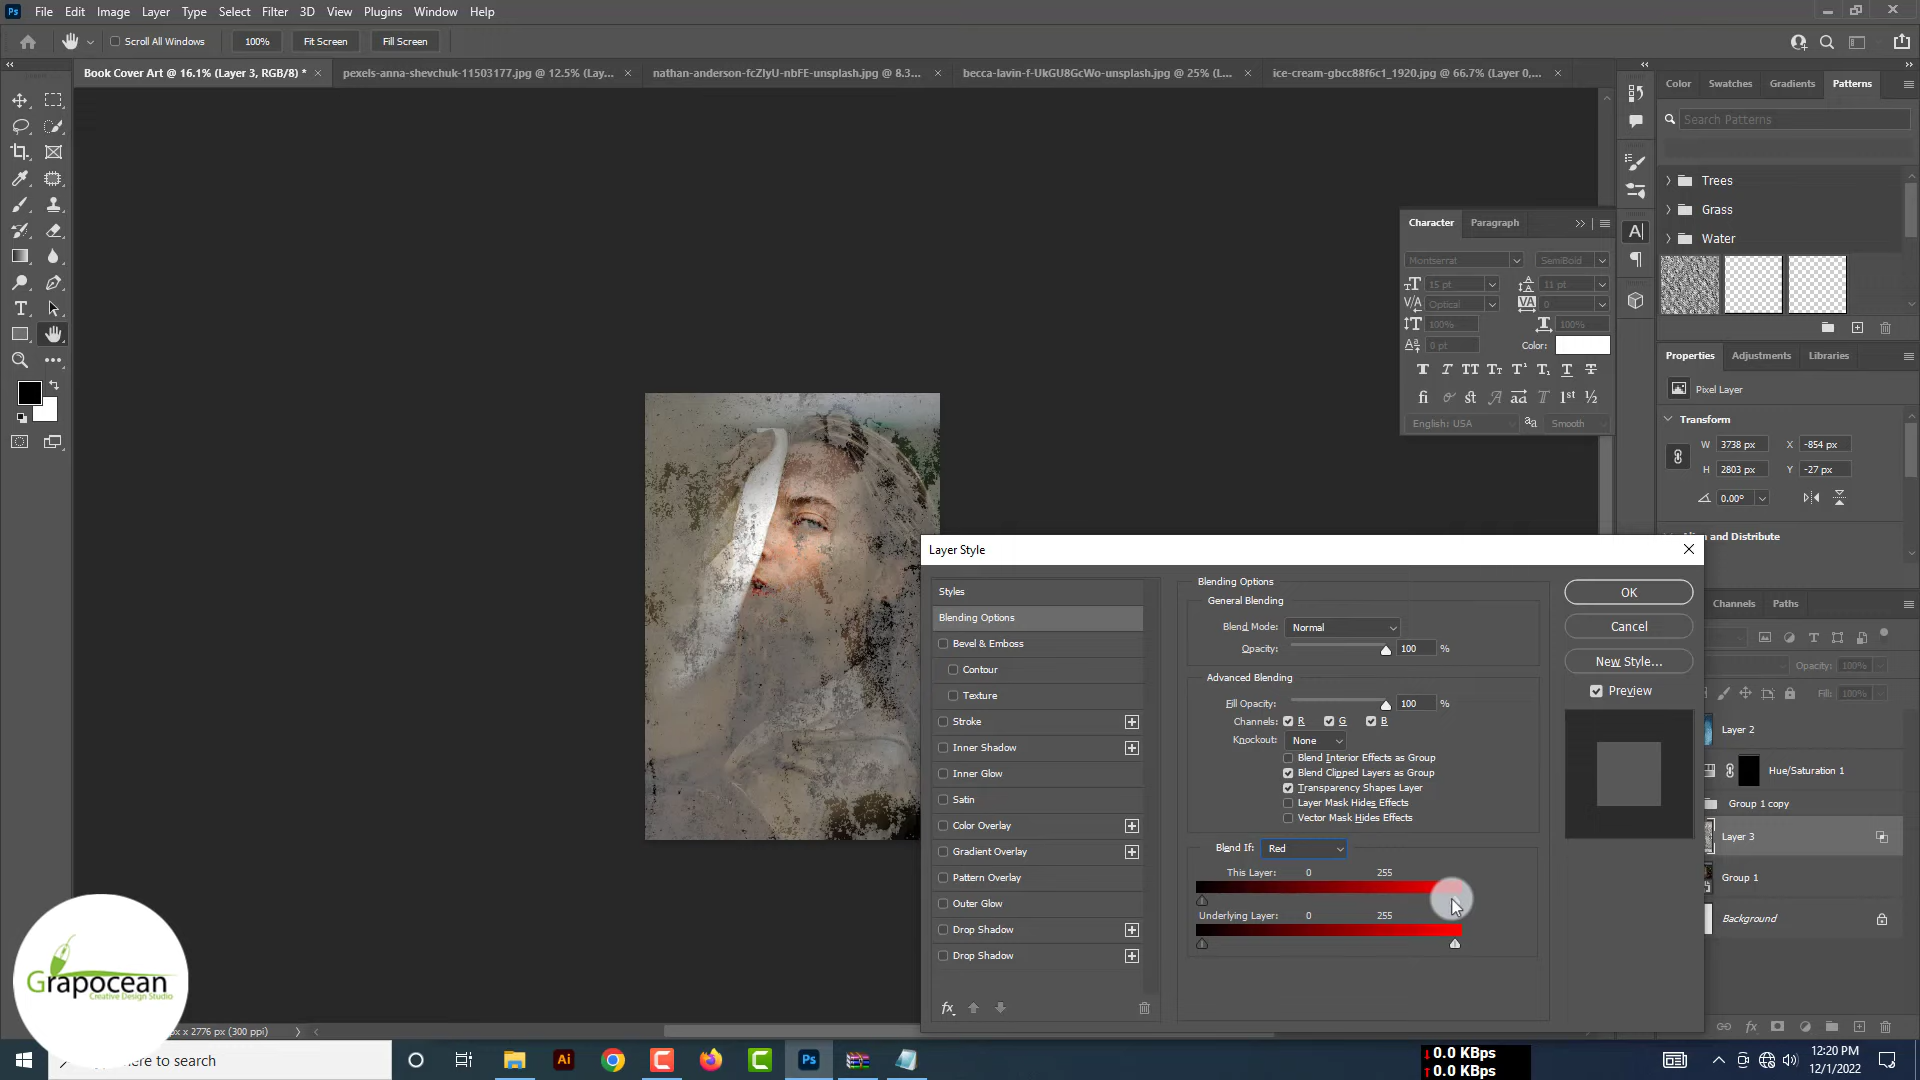 Ps File Edit Image Layer Type Select Filter 3D View Plugins Window Help
Scroll All Windows 100% Fit Screen Fill Screen
Book Cover Art @ 16.1% (Layer 3, RGB/8) * × pexels-anna-shevchuk-11503177.jpg @ 12.5% (Lay... × nathan-anderson-fcZIyU-nbFE-unsplash.jpg @ 8.3... × becca-lavin-f-UkGU8GcWo-unsplash.jpg @ 25% (L... × ice-cream-gbcc88f6c1_1920.jpg @ 66.7% (Layer 0,... ×
Color Swatches Gradients Patterns
Search Patterns
Trees
Grass
Water
Character Paragraph
Montserrat SemiBold
15 pt 11 pt
Optical 0
100% 100%
0 pt Color:
English: USA Smooth
Properties Adjustments Libraries
Pixel Layer
Transform
W 3738 px X -854 px
H 2803 px Y -27 px
0.00°
Align and Distribute
Channels Paths
Opacity: 100%
Fill: 100%
Layer 2
Hue/Saturation 1
Group 1 copy
Layer 3
Group 1
Background
Layer Style
Styles
Blending Options
Bevel & Emboss
Contour
Texture
Stroke
Inner Shadow
Inner Glow
Satin
Color Overlay
Gradient Overlay
Pattern Overlay
Outer Glow
Drop Shadow
Drop Shadow
fx
Blending Options
General Blending
Blend Mode: Normal
Opacity: 100 %
Advanced Blending
Fill Opacity: 100 %
Channels: R G B
Knockout: None
Blend Interior Effects as Group
Blend Clipped Layers as Group
Transparency Shapes Layer
Layer Mask Hides Effects
Vector Mask Hides Effects
Blend If: Red
This Layer: 0 255
Underlying Layer: 0 255
OK
Cancel
New Style...
Preview
Grapocean
Creative Design Studio
px x 2776 px (300 ppi)
here to search
Ai
Ps
0.0 KBps
0.0 KBps
12:20 PM
12/1/2022